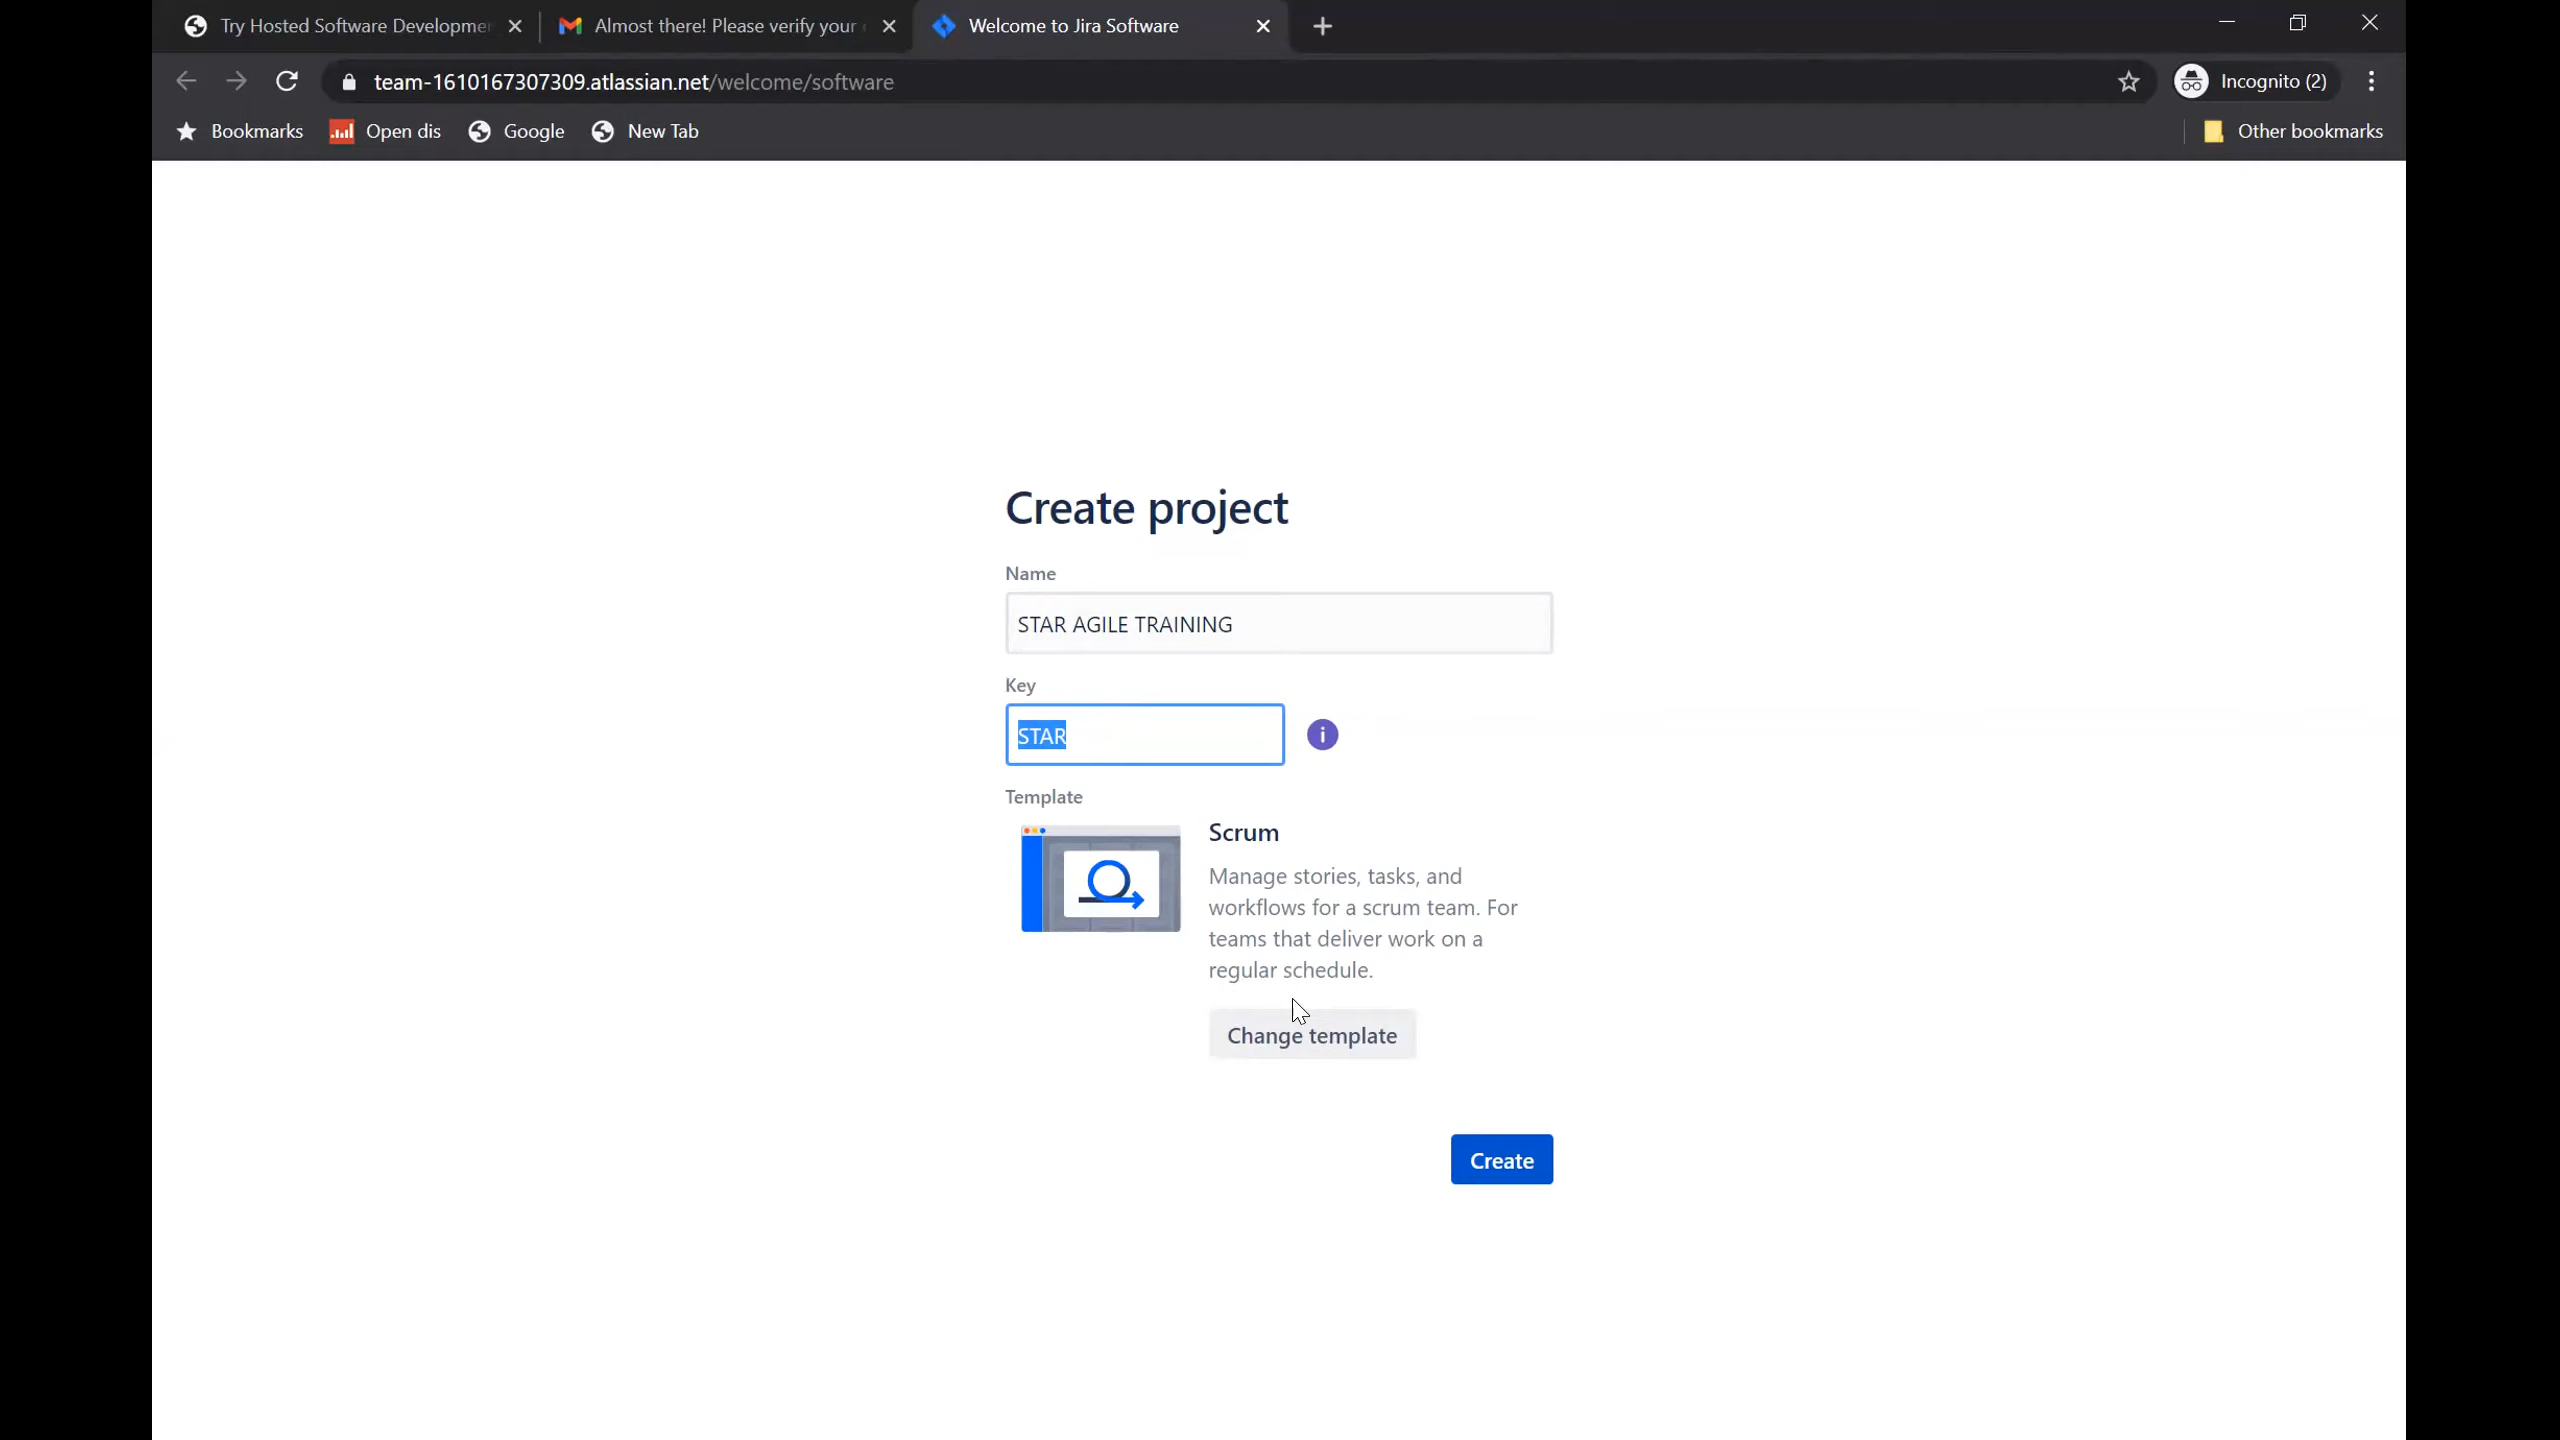 Try Hosted Software Developme
Almost there! Please verify your
Welcome to Jira Software
team-1610167307309.atlassian.net/welcome/software
Incognito (2)
Bookmarks
Open dis
Google
New Tab
Other bookmarks
Create project
Name
STAR AGILE TRAINING
Key
STAR
i
Template
Scrum
Manage stories, tasks, and
workflows for a scrum team. For
teams that deliver work on a
regular schedule.
Change template
Create